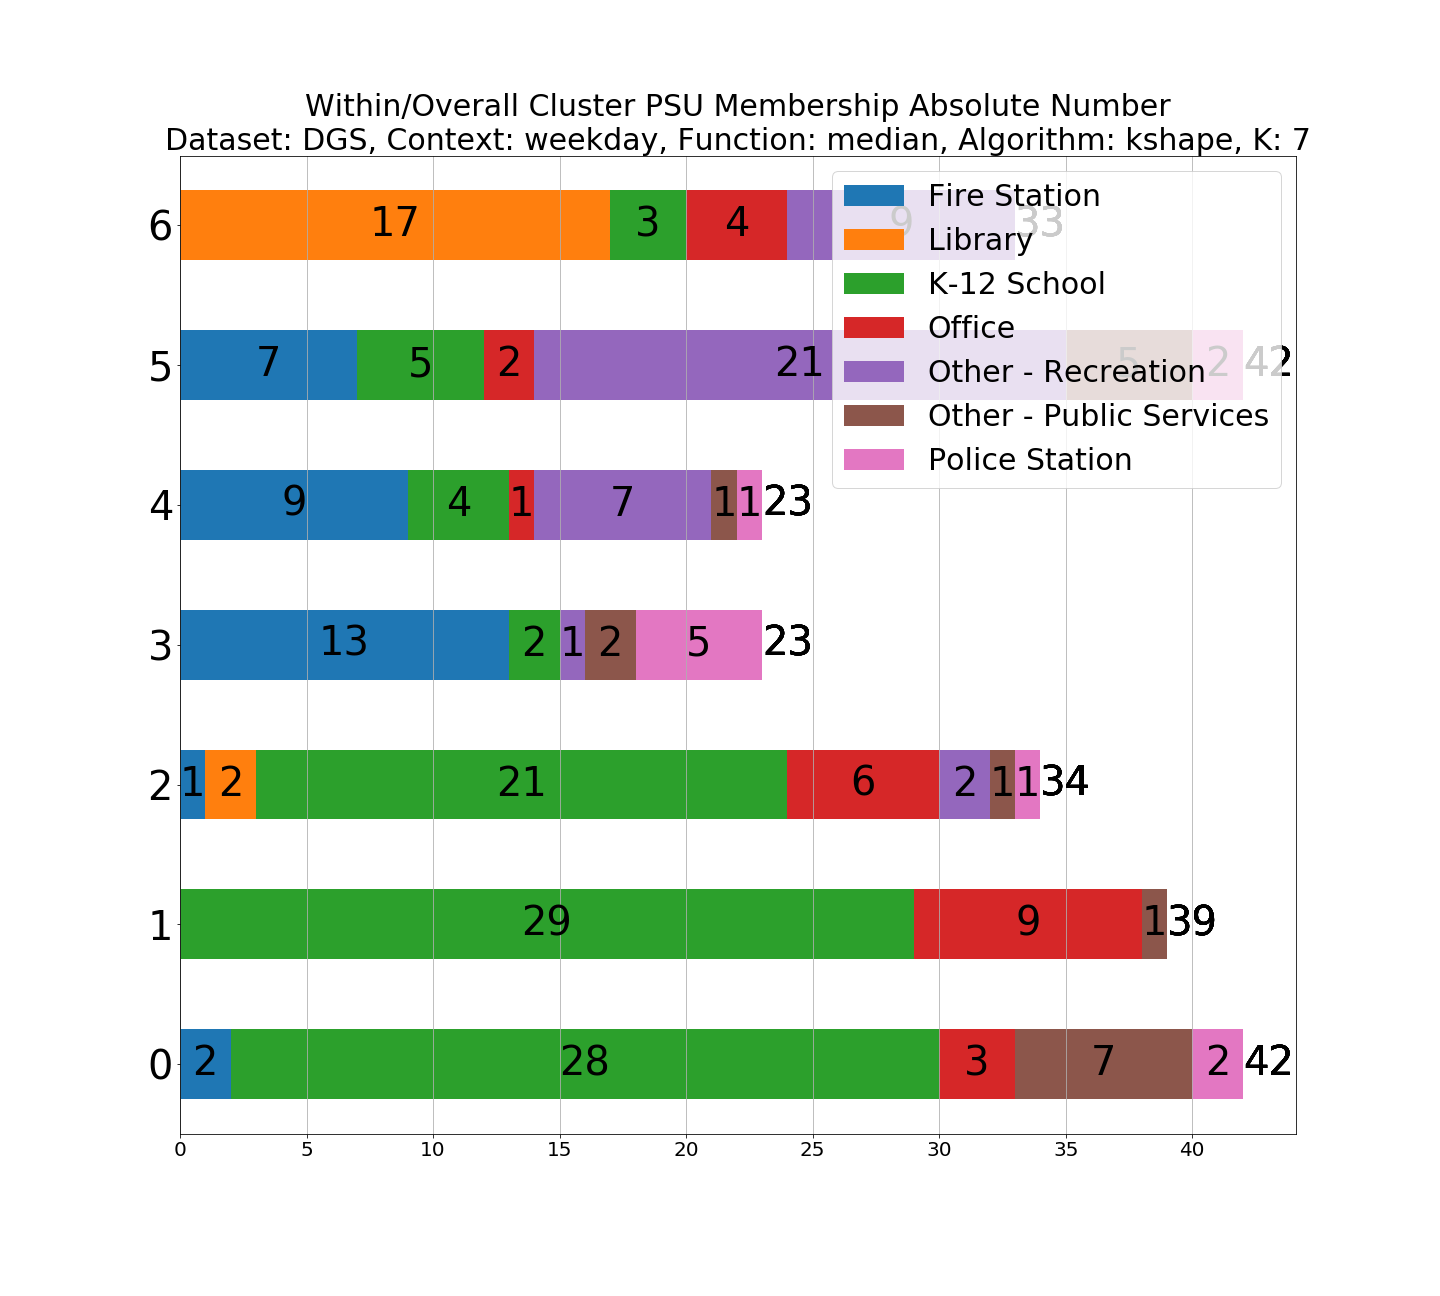 Within/Overall Cluster PSU Membership Absolute Number
Dataset: DGS, Context: weekday, Function: median, Algorithm: kshape, K: 7
Fire Station
Library
K-12 School
Office
Other - Recreation
Other - Public Services
Police Station
6 17 3 4 9 33
5 7 5 2 21 5 2 42
4 9 4 1 7 1 1 23
3 13 2 1 2 5 23
2 1 2 21 6 2 1 1 34
1 29 9 1 39
0 2 28 3 7 2 42
0 5 10 15 20 25 30 35 40